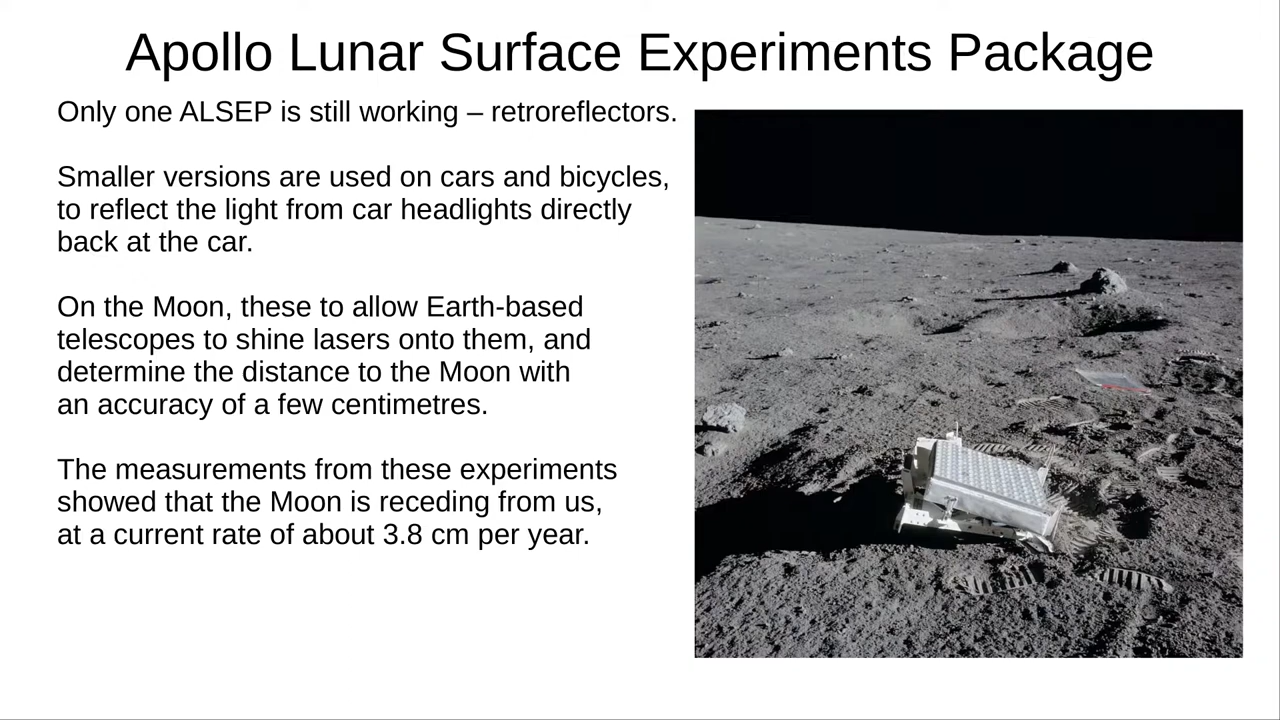 Apollo Lunar Surface Experiments Package
Only one ALSEP is still working – retroreflectors.
Smaller versions are used on cars and bicycles,
to reflect the light from car headlights directly
back at the car.
On the Moon, these to allow Earth-based
telescopes to shine lasers onto them, and
determine the distance to the Moon with
an accuracy of a few centimetres.
The measurements from these experiments
showed that the Moon is receding from us,
at a current rate of about 3.8 cm per year.